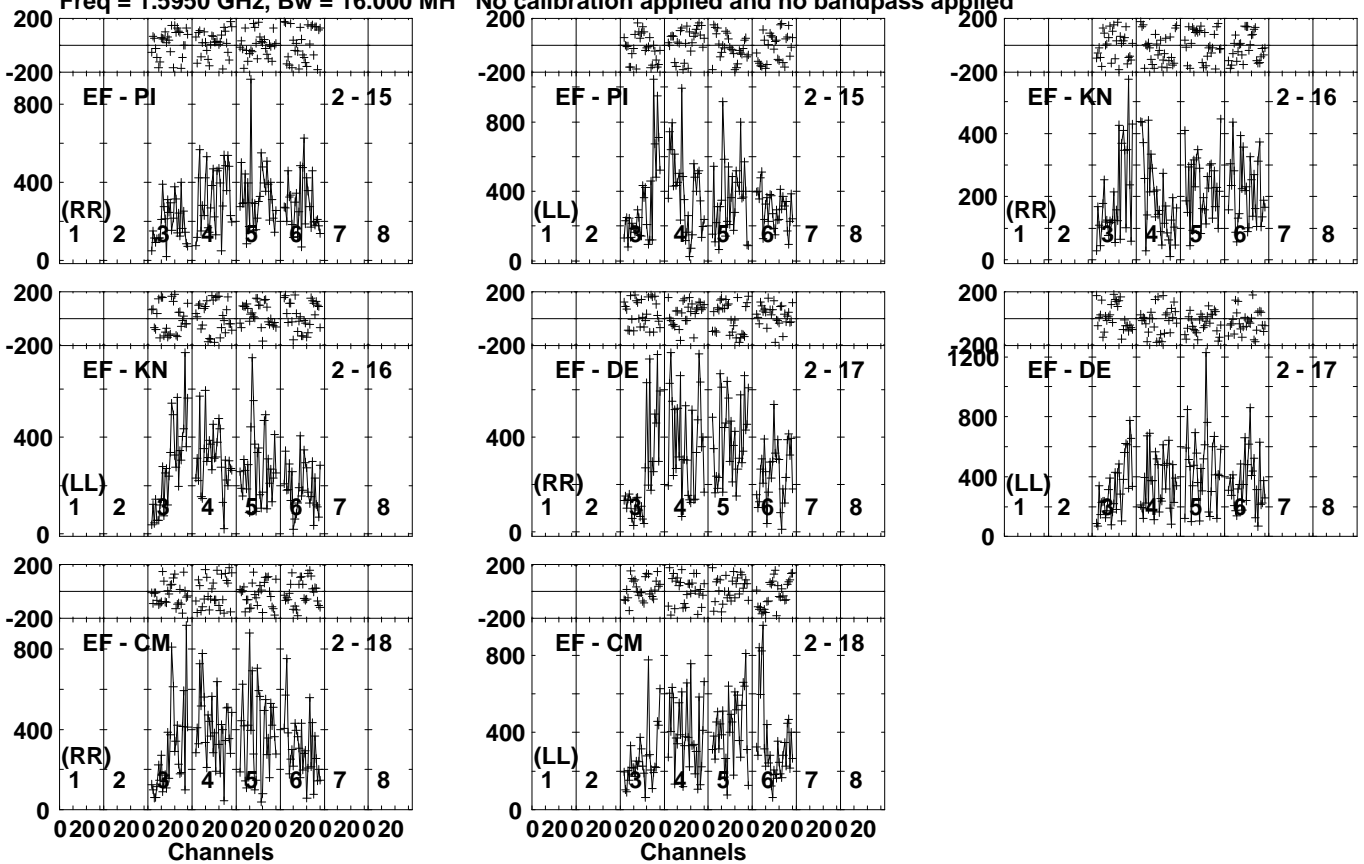 Freq = 1.5950 GHz, Bw = 16.000 MH No calibration applied and no bandpass applied
200 200 200
-200 -200 -200
EF - PI 2 - 15 EF - PI 2 - 15 EF - KN 2 - 16
800 800 400
400 400 200
(RR) (LL) (RR)
1 2 3 4 5 6 7 8 1 2 3 4 5 6 7 8 1 2 3 4 5 6 7 8
0 0 0
200 200 200
-200 -200 -200
1200
EF - KN 2 - 16 EF - DE 2 - 17 EF - DE 2 - 17
800
400 400 400
(LL) (RR) (LL)
1 2 3 4 5 6 7 8 1 2 3 4 5 6 7 8 1 2 3 4 5 6 7 8
0 0 0
200 200
-200 -200
EF - CM 2 - 18 EF - CM 2 - 18
800 800
400 400
(RR) (LL)
1 2 3 4 5 6 7 8 1 2 3 4 5 6 7 8
0 0
0 20 0 20 0 20 0 20 0 20 0 20 0 20 0 20 0 20 0 20 0 20 0 20 0 20 0 20 0 20 0 20
Channels Channels